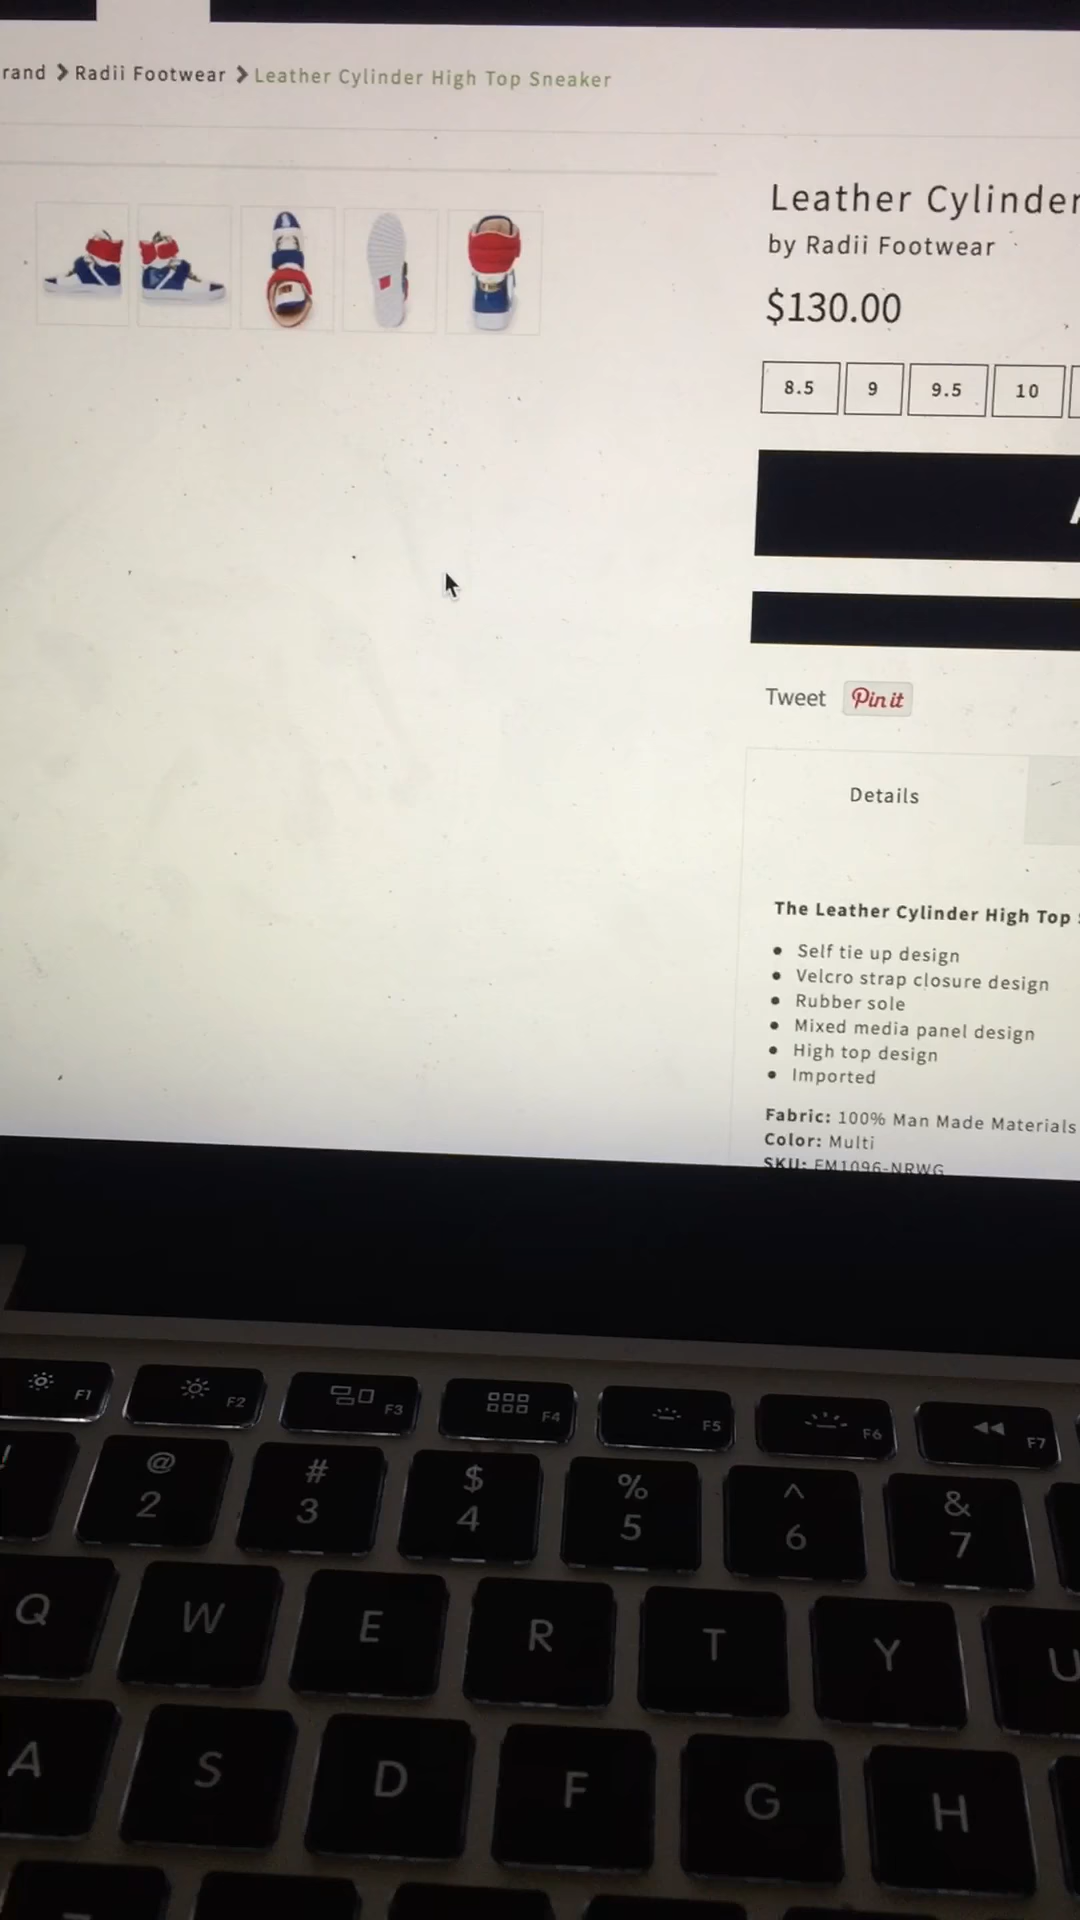 rand > Radii Footwear > Leather Cylinder High Top Sneaker
Leather Cylinder
by Radii Footwear
$130.00
8.5 9 9.5 10
Tweet Pin it
Details
The Leather Cylinder High Top
• Self tie up design
• Velcro strap closure design
• Rubber sole
• Mixed media panel design
• High top design
• Imported
Fabric: 100% Man Made Materials
Color: Multi
SKU: FM1096-NRWG
F1 F2 F3 F4 F5 F6 F7
! @ # $ % ^ &
2 3 4 5 6 7
Q W E R T Y U
A S D F G H